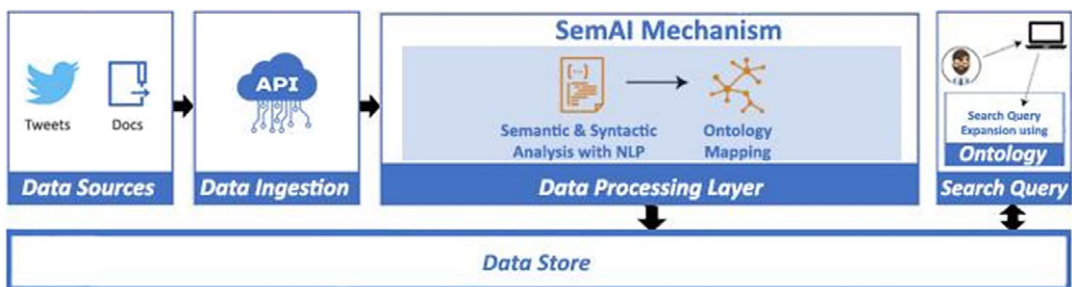 Tweets
Docs
Data Sources
API
Data Ingestion
SemAI Mechanism
{--}
Semantic & Syntactic
Analysis with NLP
Ontology
Mapping
Data Processing Layer
Search Query
Expansion using
Ontology
Search Query
Data Store